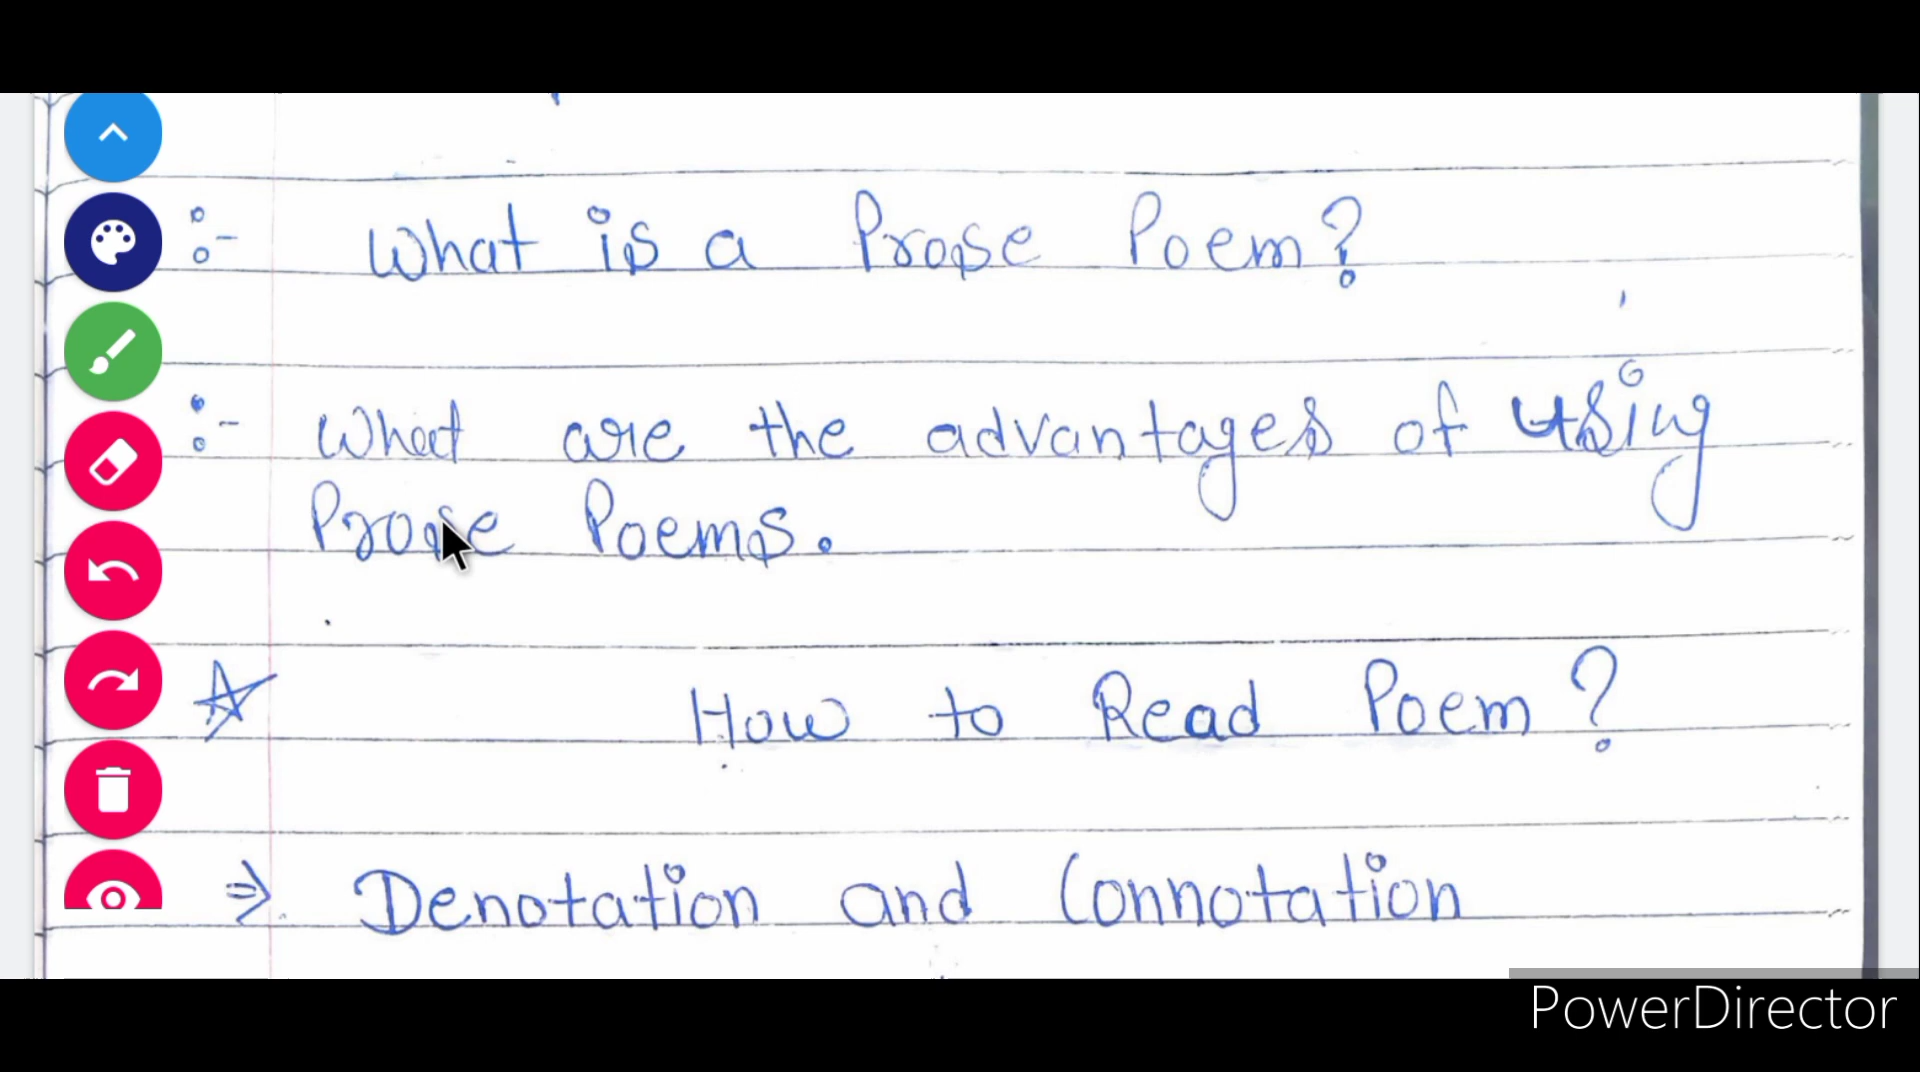 :- What is a Prose Poem?
:- What are the advantages of using
Prose Poems.
☆ How to Read Poem?
⇒ Denotation and Connotation
PowerDirector